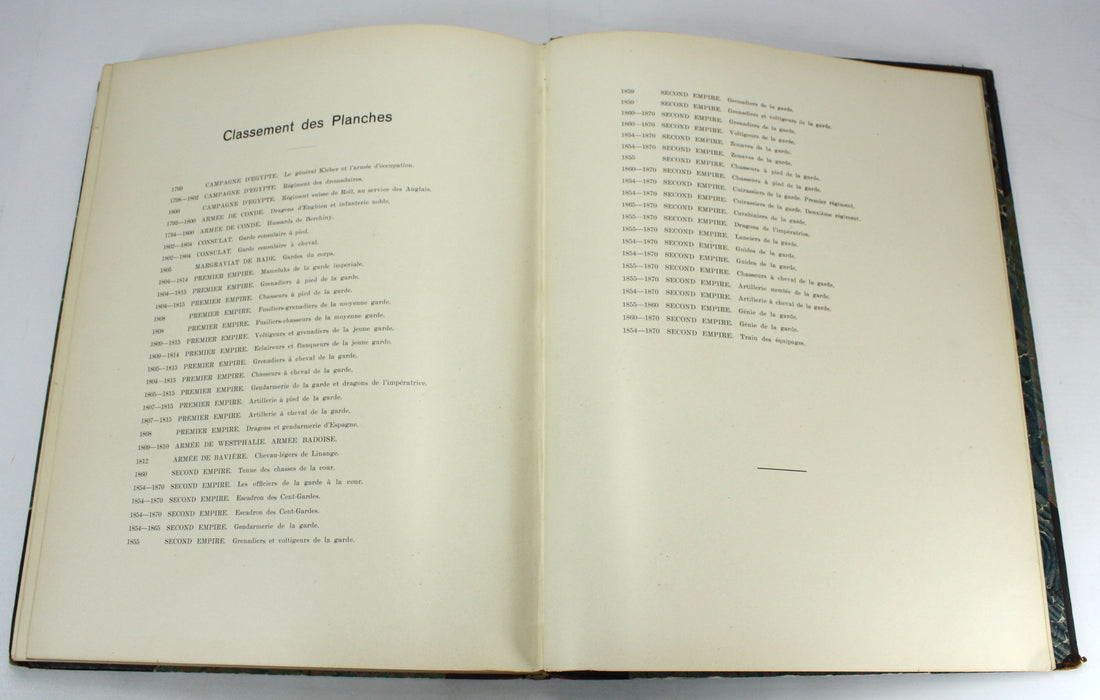 Classement des Planches
1799 CAMPAGNE D'EGYPTE. Le général Kléber et l'armée d'occupation.
1798—1802 CAMPAGNE D'EGYPTE. Régiment des dromadaires.
1800 CAMPAGNE D'EGYPTE. Régiment suisse de Roll, au service des Anglais.
1793—1800 ARMÉE DE CONDÉ. Dragons d'Enghien et infanterie noble.
1794—1800 ARMÉE DE CONDÉ. Hussards de Berchiny.
1802—1804 CONSULAT. Garde consulaire à pied.
1802—1804 CONSULAT. Garde consulaire à cheval.
1805 MARGRAVIAT DE BADE. Gardes du corps.
1804—1814 PREMIER EMPIRE. Mameluks de la garde impériale.
1804—1815 PREMIER EMPIRE. Grenadiers à pied de la garde.
1804—1815 PREMIER EMPIRE. Chasseurs à pied de la garde.
1808 PREMIER EMPIRE. Fusiliers-grenadiers de la moyenne garde.
1808 PREMIER EMPIRE. Fusiliers-chasseurs de la moyenne garde.
1809—1815 PREMIER EMPIRE. Voltigeurs et grenadiers de la jeune garde.
1809—1814 PREMIER EMPIRE. Eclaireurs et flanqueurs de la jeune garde.
1805—1815 PREMIER EMPIRE. Grenadiers à cheval de la garde.
1804—1815 PREMIER EMPIRE. Chasseurs à cheval de la garde.
1805—1815 PREMIER EMPIRE. Gendarmerie de la garde et dragons de l'impératrice.
1807—1815 PREMIER EMPIRE. Artillerie à pied de la garde.
1807—1815 PREMIER EMPIRE. Artillerie à cheval de la garde.
1808 PREMIER EMPIRE. Dragons et gendarmerie d'Espagne.
1809—1810 ARMÉE DE WESTPHALIE. ARMÉE BADOISE.
1812 ARMÉE DE BAVIÈRE. Chevau-légers de Linange.
1860 SECOND EMPIRE. Tenue des chasses de la cour.
1854—1870 SECOND EMPIRE. Les officiers de la garde à la cour.
1854—1870 SECOND EMPIRE. Escadron des Cent-Gardes.
1854—1870 SECOND EMPIRE. Escadron des Cent-Gardes.
1854—1865 SECOND EMPIRE. Gendarmerie de la garde.
1855 SECOND EMPIRE. Grenadiers et voltigeurs de la garde.
1859 SECOND EMPIRE. Grenadiers de la garde.
1859 SECOND EMPIRE. Grenadiers et voltigeurs de la garde.
1860—1870 SECOND EMPIRE. Grenadiers de la garde.
1860—1870 SECOND EMPIRE. Voltigeurs de la garde.
1854—1870 SECOND EMPIRE. Zouaves de la garde.
1854—1870 SECOND EMPIRE. Zouaves de la garde.
1855 SECOND EMPIRE. Chasseurs à pied de la garde.
1860—1870 SECOND EMPIRE. Chasseurs à pied de la garde.
1854—1870 SECOND EMPIRE. Cuirassiers de la garde. Premier régiment.
1854—1870 SECOND EMPIRE. Cuirassiers de la garde. Deuxième régiment.
1865—1870 SECOND EMPIRE. Carabiniers de la garde.
1855—1870 SECOND EMPIRE. Dragons de l'impératrice.
1855—1870 SECOND EMPIRE. Lanciers de la garde.
1854—1870 SECOND EMPIRE. Guides de la garde.
1854—1870 SECOND EMPIRE. Guides de la garde.
1855—1870 SECOND EMPIRE. Chasseurs à cheval de la garde.
1855—1870 SECOND EMPIRE. Artillerie montée de la garde.
1854—1870 SECOND EMPIRE. Artillerie à cheval de la garde.
1855—1860 SECOND EMPIRE. Génie de la garde.
1860—1870 SECOND EMPIRE. Génie de la garde.
1854—1870 SECOND EMPIRE. Train des équipages.